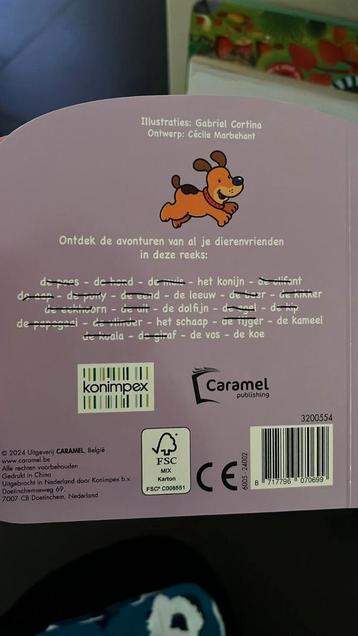 Illustraties: Gabriel Cortina
Ontwerp: Cécile Marbehant
Ontdek de avonturen van al je dierenvrienden
in deze reeks:
de poes - de hond - de muis - het konijn - de olifant
de aap - de pony - de eend - de leeuw - de beer - de kikker
de eekhoorn - de uil - de dolfijn - de egel - de kip
de papegaai - de vlinder - het schaap - de tijger - de kameel
de koala - de giraf - de vos - de koe
konimpex
Caramel
publishing
3200554
© 2024 Uitgeverij CARAMEL, België
www.caramel.be
Alle rechten voorbehouden
Gedrukt in China
Uitgebracht in Nederland door Konimpex b.v.
Doetinchemseweg 69,
7007 CB Doetinchem, Nederland
FSC
MIX
Karton
FSC® C008551
CE
6005 - 24002
8 717796 070699